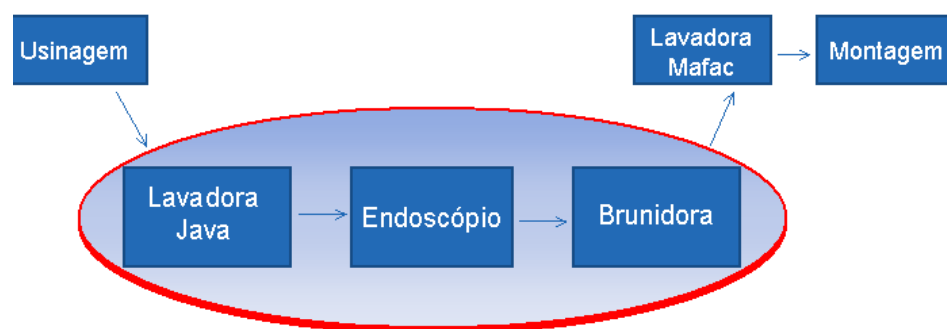 Usinagem
Lavadora
Java
Endoscópio
Brunidora
Lavadora
Mafac
Montagem